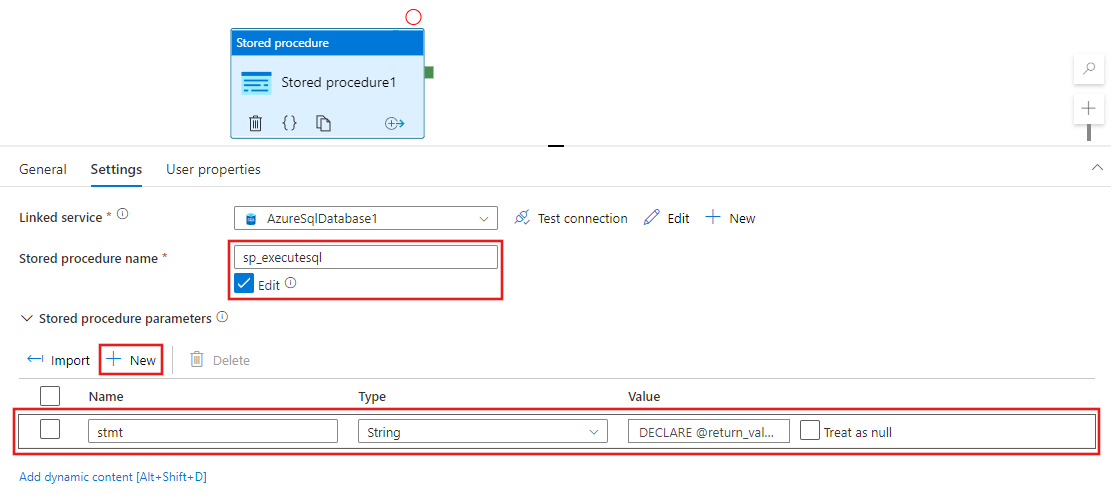 Stored procedure
Stored procedure1
General Settings User properties
Linked service * AzureSqlDatabase1 Test connection Edit New
Stored procedure name * sp_executesql
Edit
Stored procedure parameters
Import New Delete
Name Type Value
stmt String DECLARE @return_val... Treat as null
Add dynamic content [Alt+Shift+D]